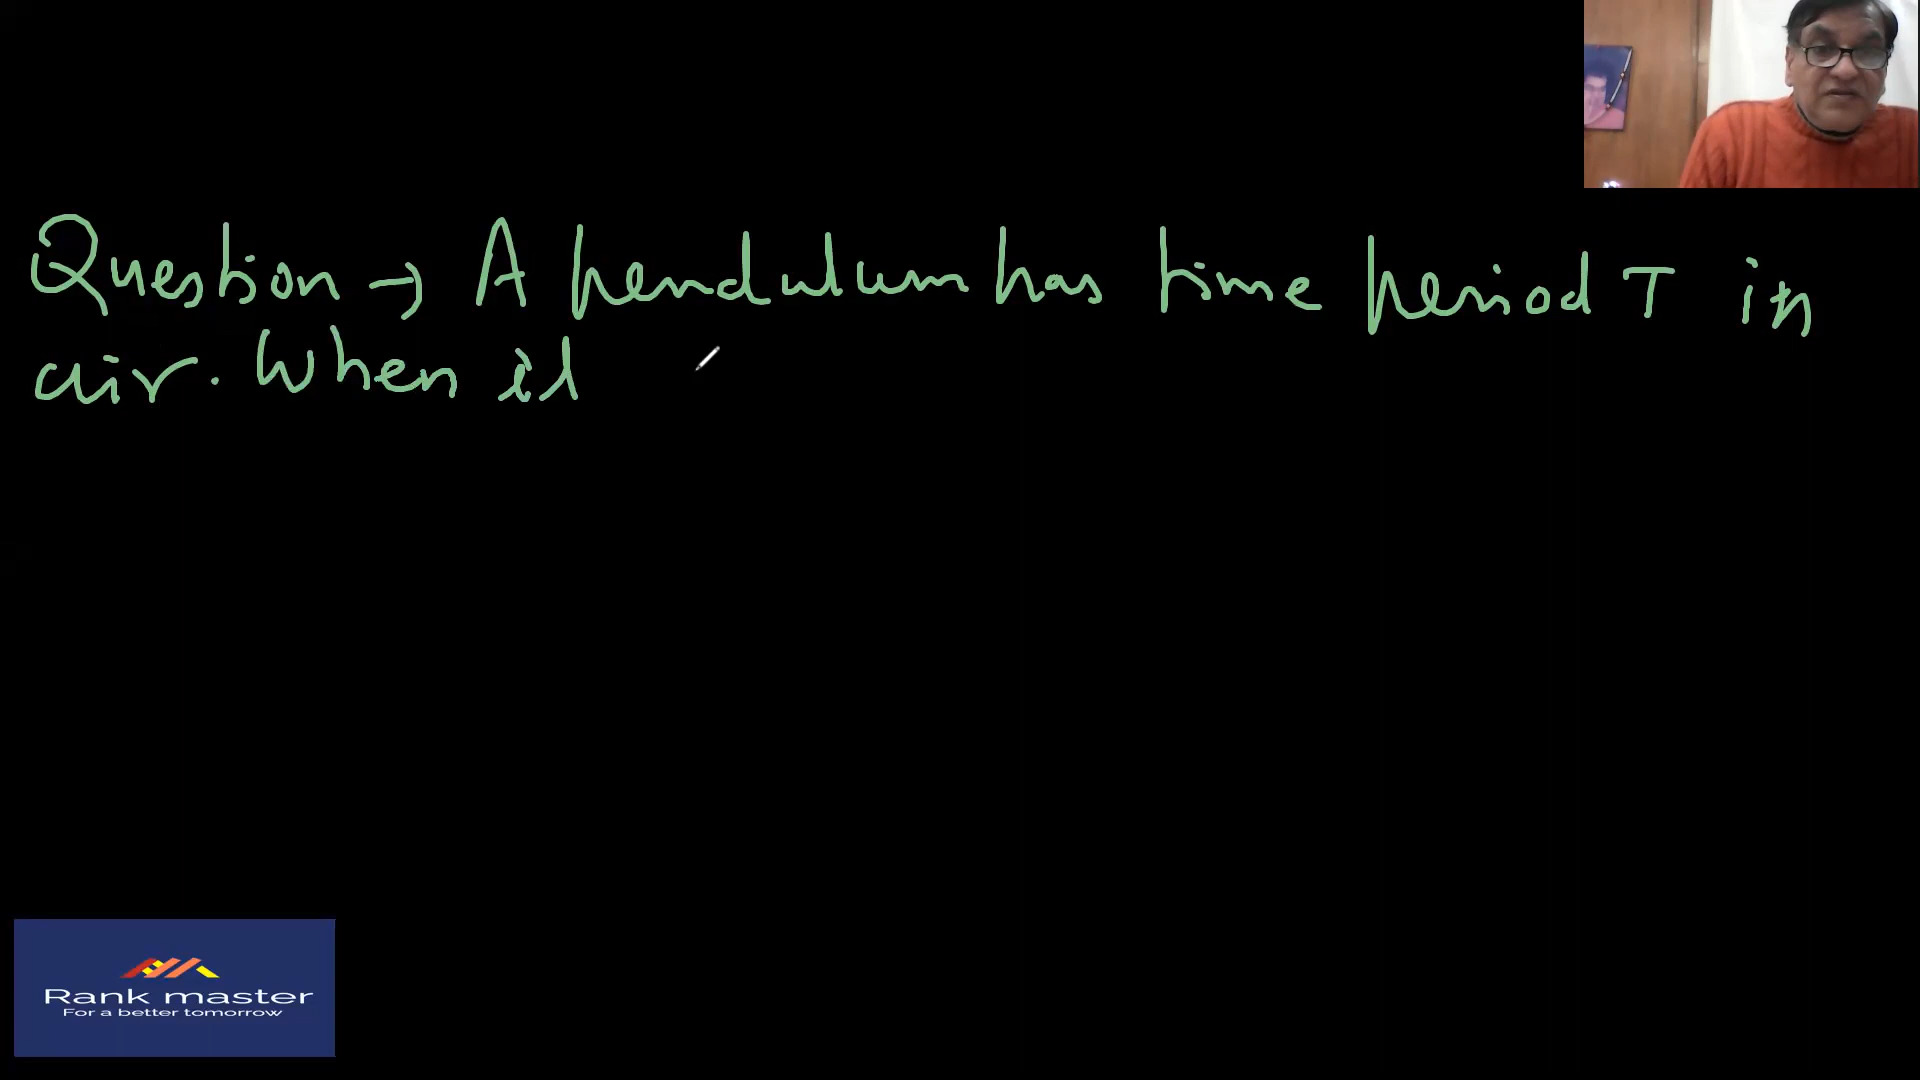 Question → A pendulum has time period T in
air. When it
Rank master
For a better tomorrow